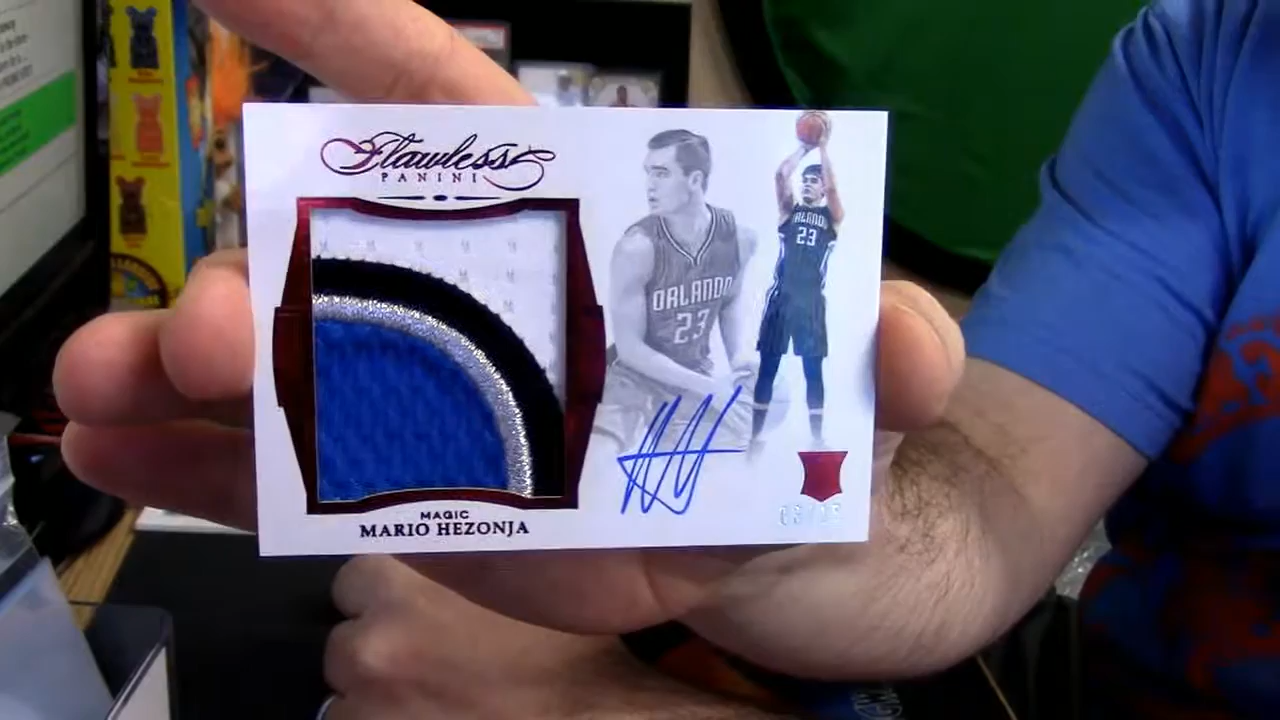 Flawless
PANINI
ORLANDO
23
ORLANDO
23
MAGIC
MARIO HEZONJA